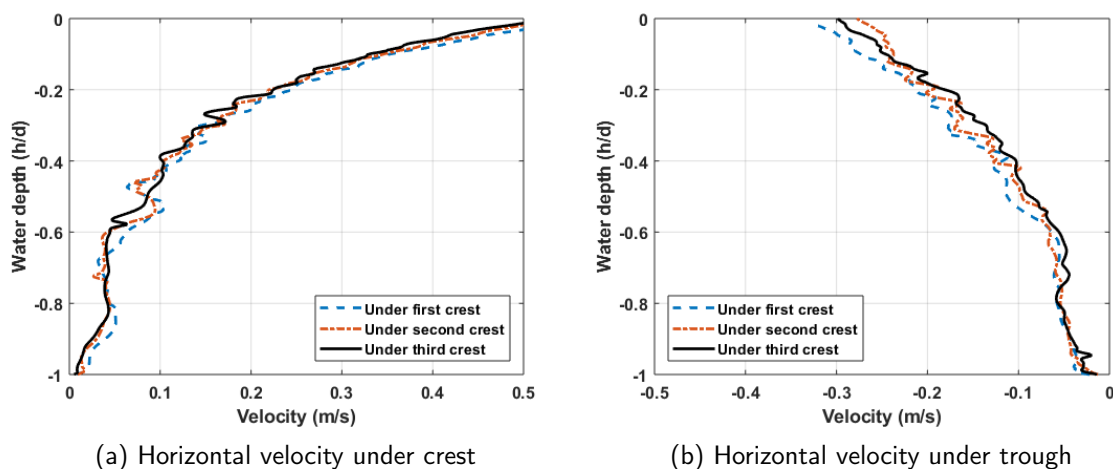 0
-0.2
-0.4
-0.6
-0.8
-1
Water depth (h/d)
Under first crest
Under second crest
Under third crest
0 0.1 0.2 0.3 0.4 0.5
Velocity (m/s)
(a) Horizontal velocity under crest
0
-0.2
-0.4
-0.6
-0.8
-1
Water depth (h/d)
Under first crest
Under second crest
Under third crest
-0.5 -0.4 -0.3 -0.2 -0.1 0
Velocity (m/s)
(b) Horizontal velocity under trough